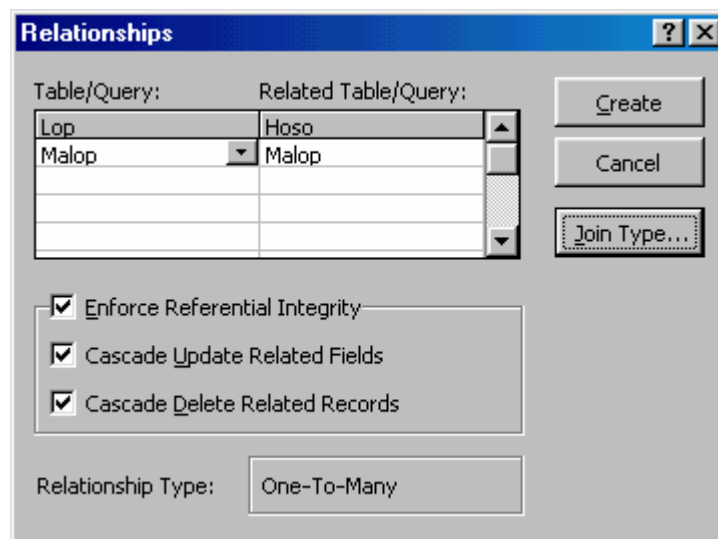 Relationships
Table/Query: Related Table/Query:
Lop Hoso
Malop Malop
Create
Cancel
Join Type...
Enforce Referential Integrity
Cascade Update Related Fields
Cascade Delete Related Records
Relationship Type: One-To-Many